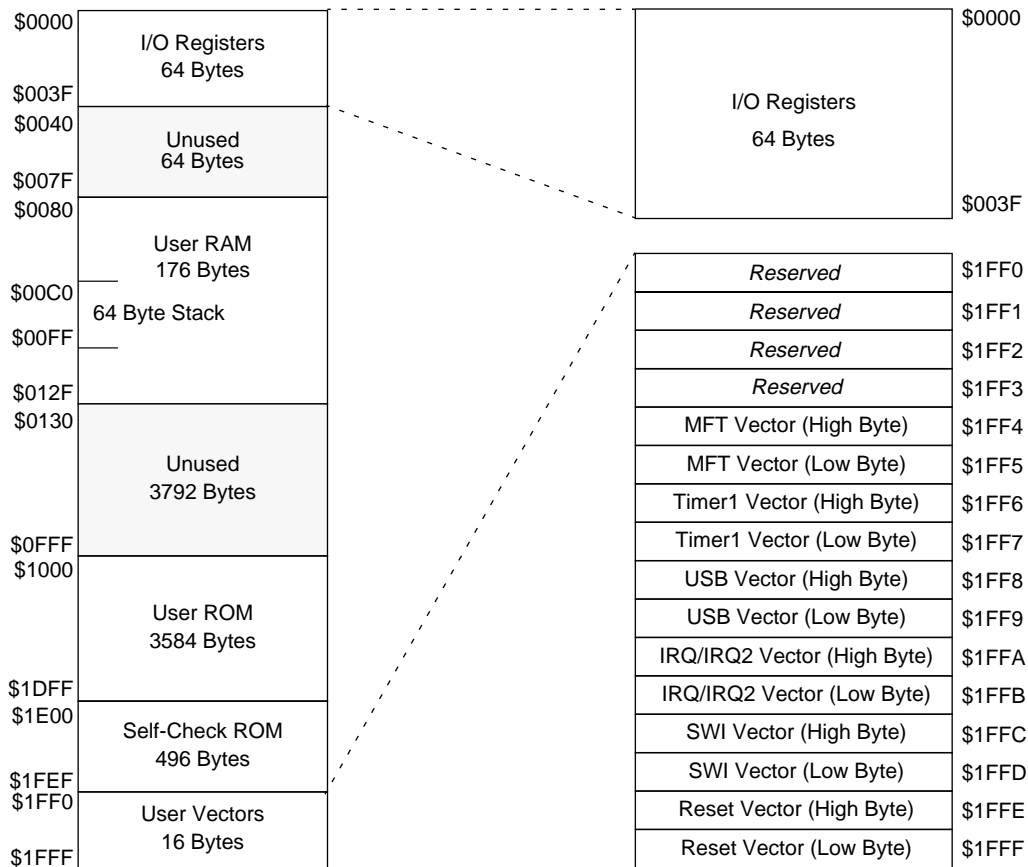 $0000
I/O Registers
64 Bytes
$003F
$0040
Unused
64 Bytes
$007F
$0080
User RAM
176 Bytes
$00C0
64 Byte Stack
$00FF
$012F
$0130
Unused
3792 Bytes
$0FFF
$1000
User ROM
3584 Bytes
$1DFF
$1E00
Self-Check ROM
496 Bytes
$1FEF
$1FF0
User Vectors
16 Bytes
$1FFF
$0000
I/O Registers
64 Bytes
$003F
Reserved $1FF0
Reserved $1FF1
Reserved $1FF2
Reserved $1FF3
MFT Vector (High Byte) $1FF4
MFT Vector (Low Byte) $1FF5
Timer1 Vector (High Byte) $1FF6
Timer1 Vector (Low Byte) $1FF7
USB Vector (High Byte) $1FF8
USB Vector (Low Byte) $1FF9
IRQ/IRQ2 Vector (High Byte) $1FFA
IRQ/IRQ2 Vector (Low Byte) $1FFB
SWI Vector (High Byte) $1FFC
SWI Vector (Low Byte) $1FFD
Reset Vector (High Byte) $1FFE
Reset Vector (Low Byte) $1FFF